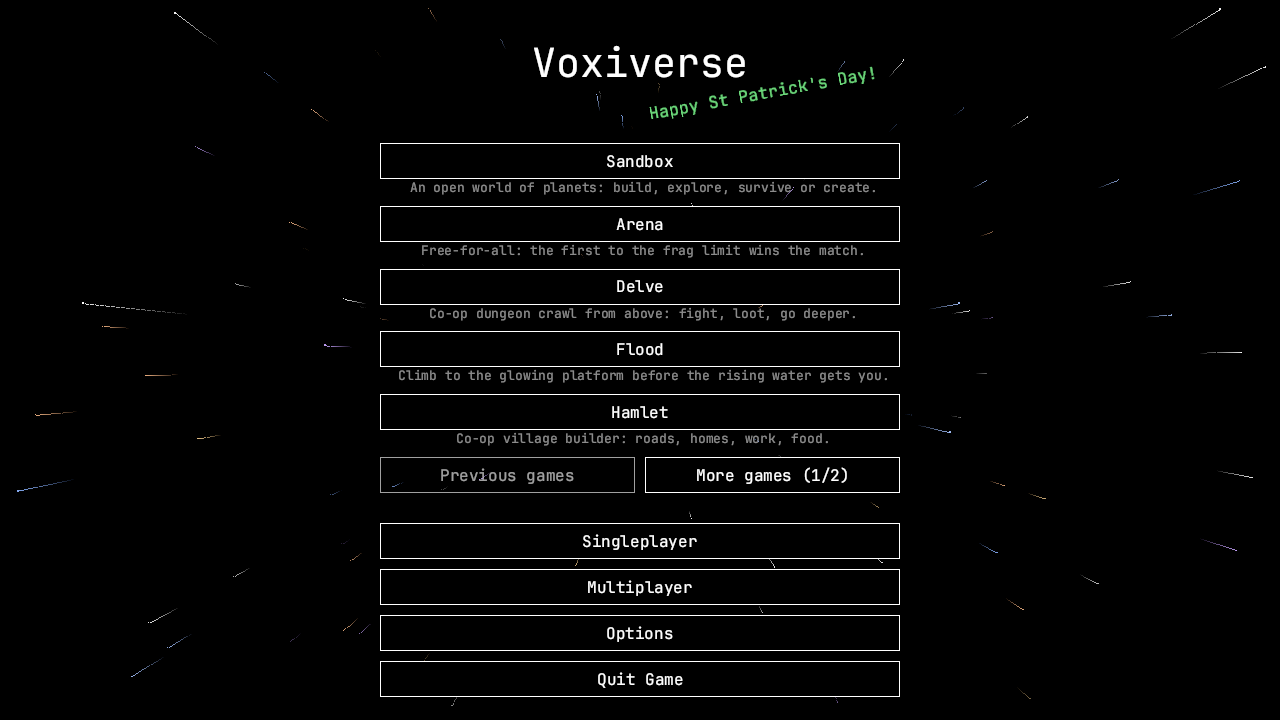 Voxiverse
Happy St Patrick's Day!
Sandbox
An open world of planets: build, explore, survive or create.
Arena
Free-for-all: the first to the frag limit wins the match.
Delve
Co-op dungeon crawl from above: fight, loot, go deeper.
Flood
Climb to the glowing platform before the rising water gets you.
Hamlet
Co-op village builder: roads, homes, work, food.
Previous games
More games (1/2)
Singleplayer
Multiplayer
Options
Quit Game